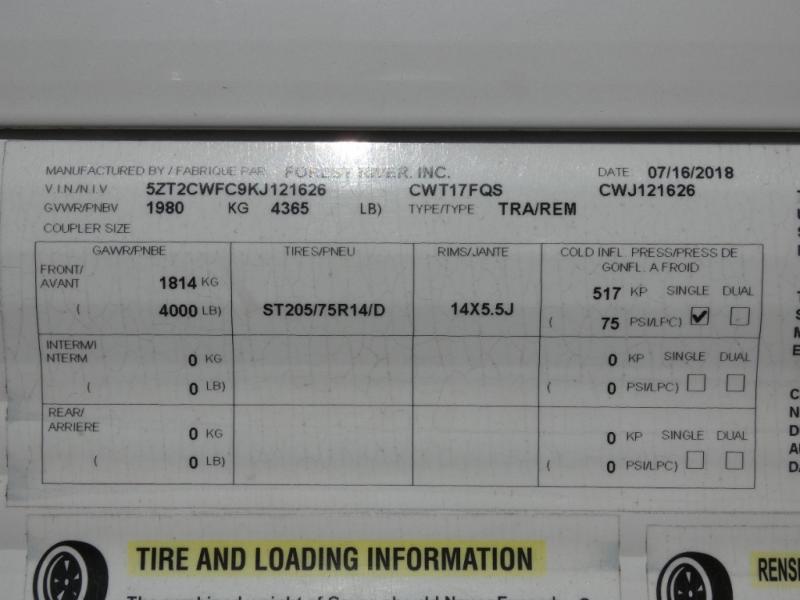 MANUFACTURED BY / FABRIQUE PAR FOREST RIVER, INC. DATE 07/16/2018
V.I.N./N.I.V 5ZT2CWFC9KJ121626 CWT17FQS CWJ121626
GVWR/PNBV 1980 KG 4365 LB) TYPE/TYPE TRA/REM
COUPLER SIZE
GAWR/PNBE TIRES/PNEU RIMS/JANTE COLD INFL. PRESS/PRESS DE
GONFL. A FROID
FRONT/
AVANT 1814 KG 517 KP SINGLE DUAL
( 4000 LB) ST205/75R14/D 14X5.5J ( 75 PSI/LPC)
INTERM/I
NTERM 0 KG 0 KP SINGLE DUAL
( 0 LB) ( 0 PSI/LPC)
REAR/
ARRIERE 0 KG 0 KP SINGLE DUAL
( 0 LB) ( 0 PSI/LPC)
TIRE AND LOADING INFORMATION